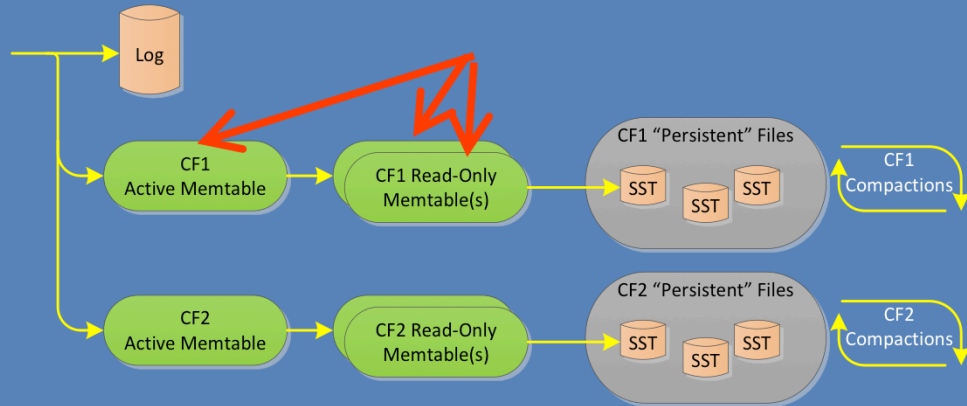 Log
CF1
Active Memtable
CF1 Read-Only
Memtable(s)
CF1 “Persistent” Files
SST
SST
SST
CF1
Compactions
CF2
Active Memtable
CF2 Read-Only
Memtable(s)
CF2 “Persistent” Files
SST
SST
SST
CF2
Compactions